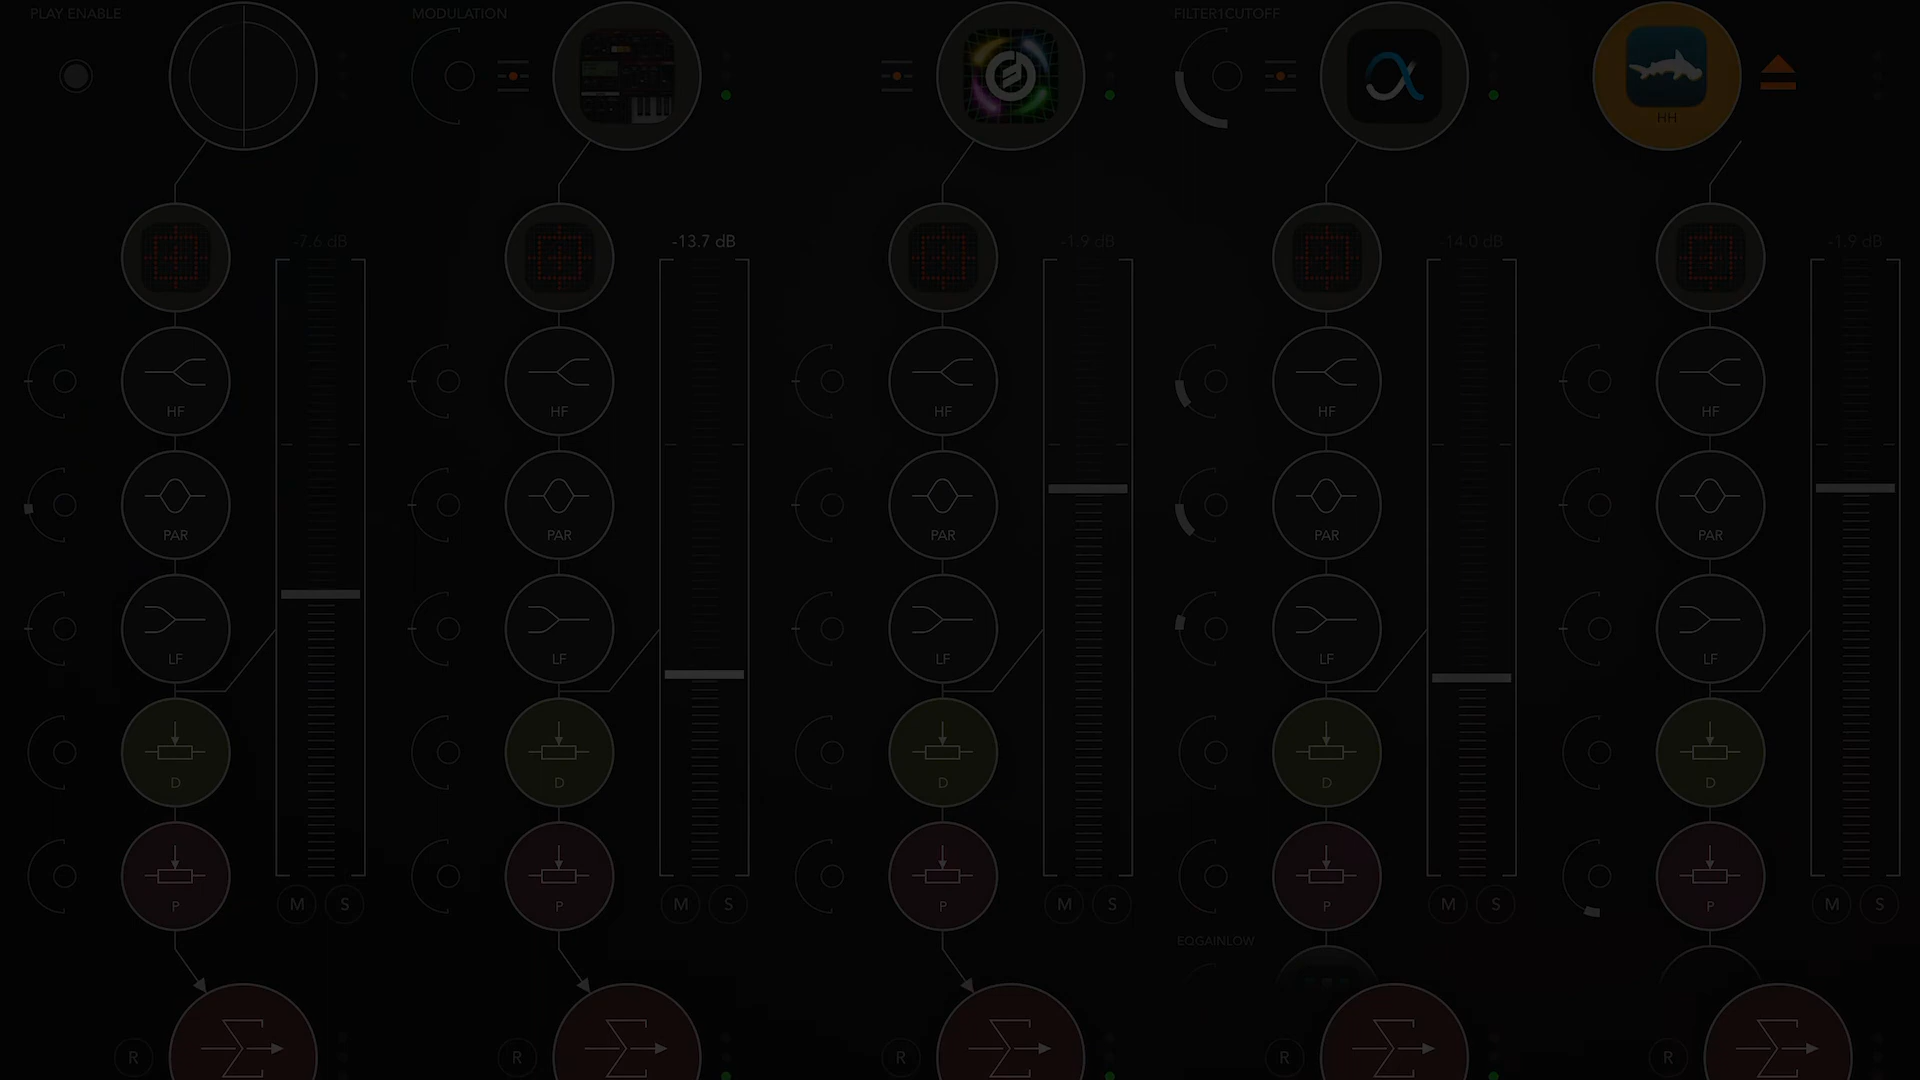 PLAY ENABLE
MODULATION
FILTER1CUTOFF
HH
-7.6 dB
-13.7 dB
-1.9 dB
-14.0 dB
-1.9 dB
HF
HF
HF
HF
HF
PAR
PAR
PAR
PAR
PAR
LF
LF
LF
LF
LF
D
D
D
D
D
P
P
P
P
P
M S
M S
M S
M S
M S
EQGAINLOW
R
R
R
R
R